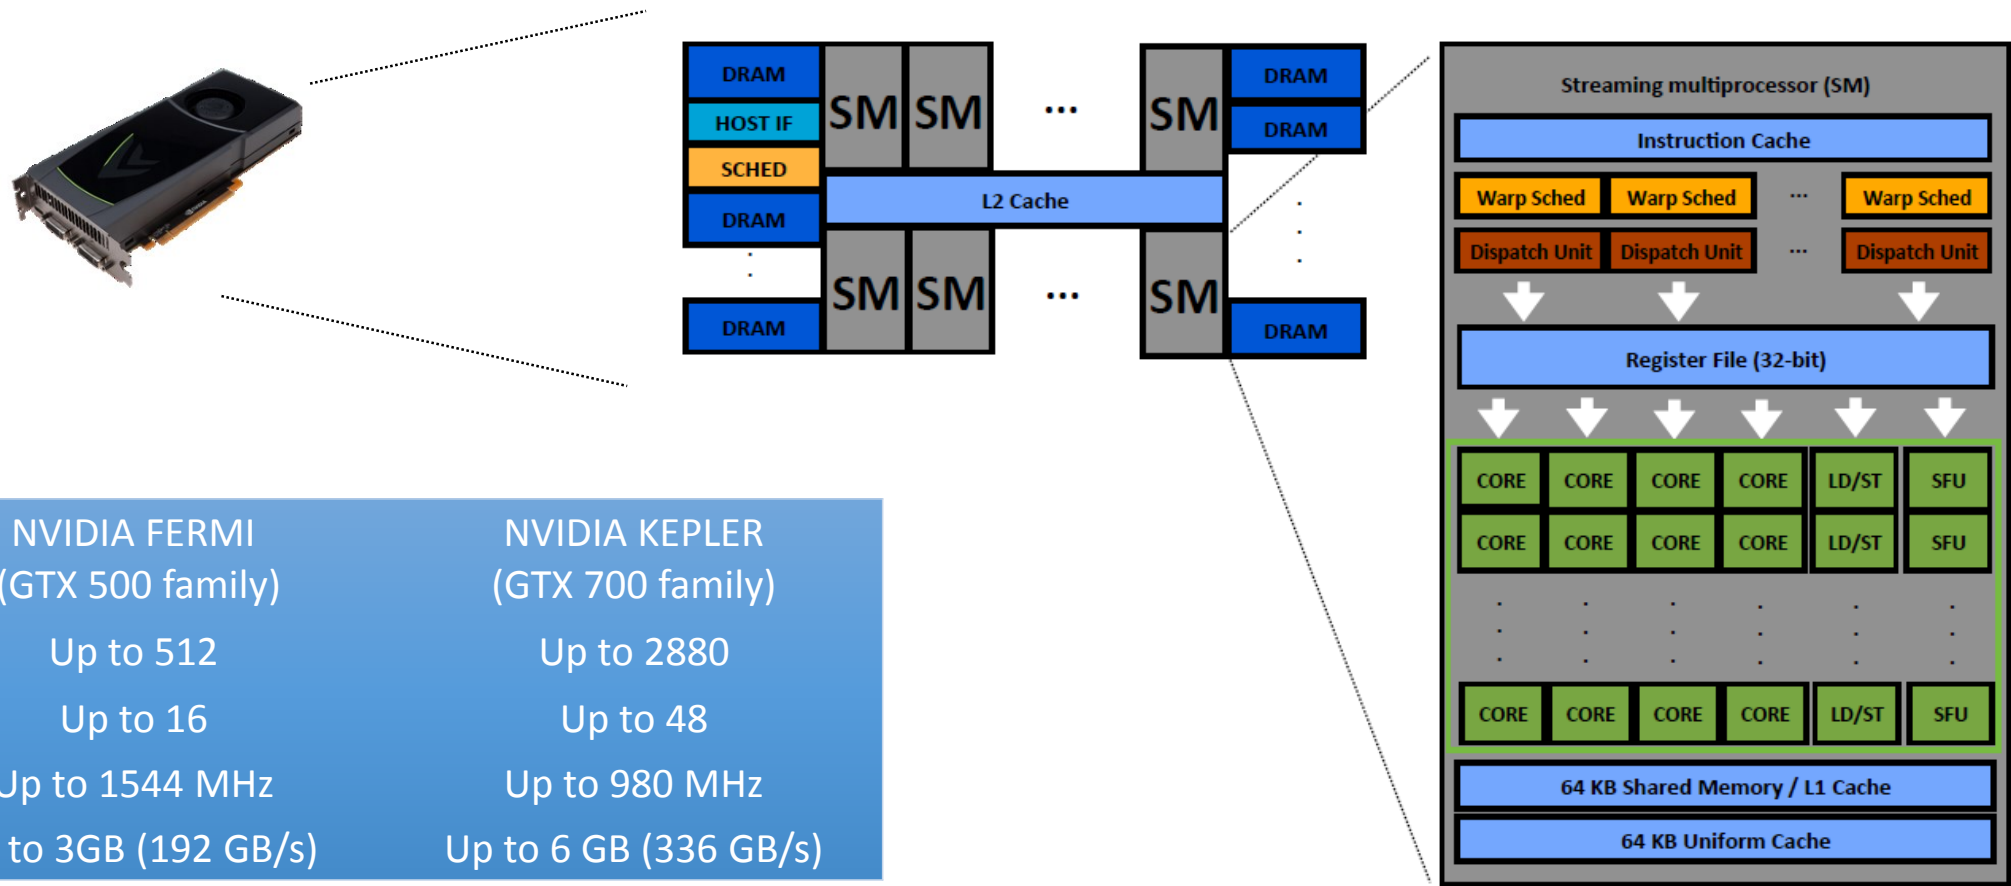 DRAM
HOST IF
SCHED
DRAM
DRAM
SM SM ... SM
L2 Cache
SM SM ... SM
DRAM
DRAM
DRAM
Streaming multiprocessor (SM)
Instruction Cache
Warp Sched Warp Sched ... Warp Sched
Dispatch Unit Dispatch Unit ... Dispatch Unit
Register File (32-bit)
CORE CORE CORE CORE LD/ST SFU
CORE CORE CORE CORE LD/ST SFU
CORE CORE CORE CORE LD/ST SFU
64 KB Shared Memory / L1 Cache
64 KB Uniform Cache
NVIDIA FERMI NVIDIA KEPLER
(GTX 500 family) (GTX 700 family)
Up to 512 Up to 2880
Up to 16 Up to 48
Up to 1544 MHz Up to 980 MHz
to 3GB (192 GB/s) Up to 6 GB (336 GB/s)